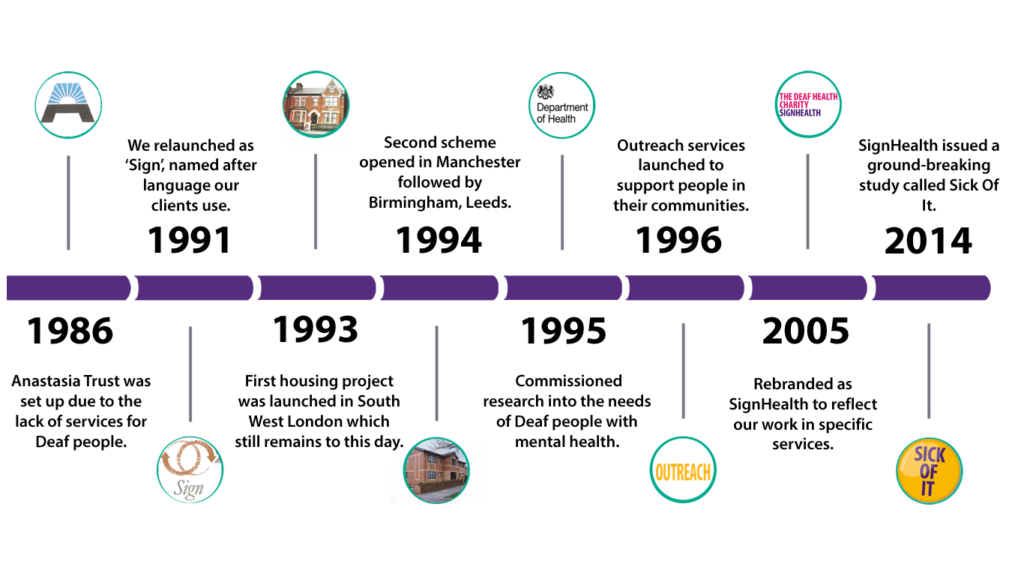 1986
Anastasia Trust was
set up due to the
lack of services for
Deaf people.
We relaunched as
‘Sign’, named after
language our
clients use.
1991
Sign
1993
First housing project
was launched in South
West London which
still remains to this day.
Second scheme
opened in Manchester
followed by
Birmingham, Leeds.
1994
Department
of Health
1995
Commissioned
research into the needs
of Deaf people with
mental health.
Outreach services
launched to
support people in
their communities.
1996
OUTREACH
THE DEAF HEALTH
CHARITY
SIGNHEALTH
2005
Rebranded as
SignHealth to reflect
our work in specific
services.
SignHealth issued a
ground-breaking
study called Sick Of
It.
2014
SICK
OF
IT